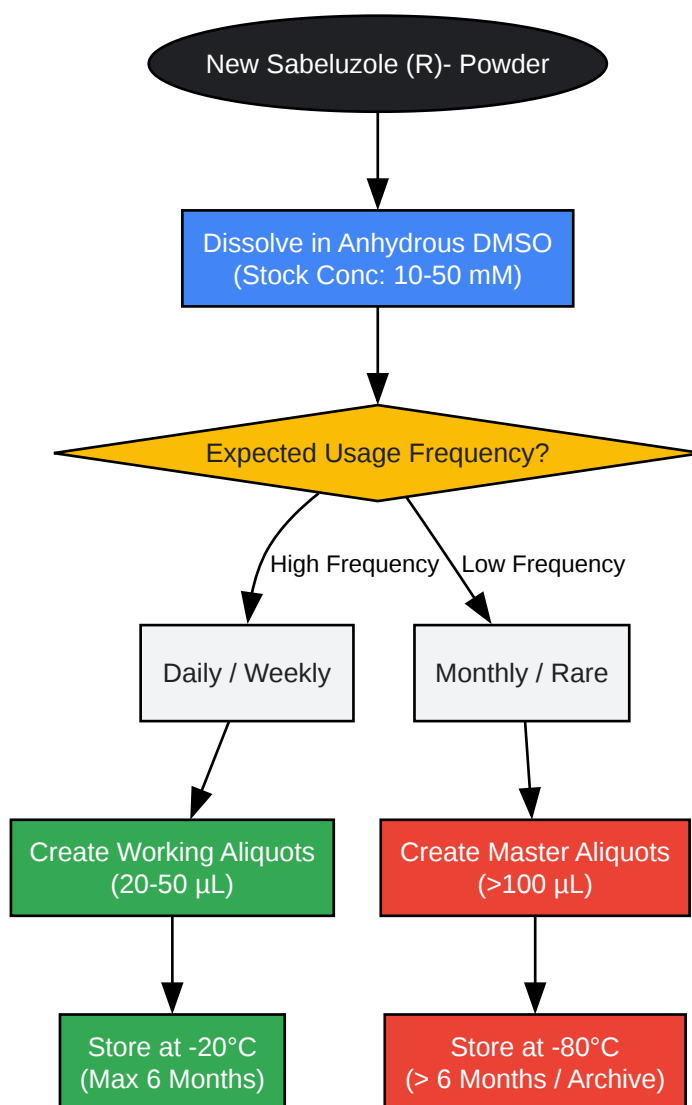 New Sabeluzole (R)- Powder
Dissolve in Anhydrous DMSO
(Stock Conc: 10-50 mM)
Expected Usage Frequency?
High Frequency
Low Frequency
Daily / Weekly
Monthly / Rare
Create Working Aliquots
(20-50 µL)
Create Master Aliquots
(>100 µL)
Store at -20°C
(Max 6 Months)
Store at -80°C
(> 6 Months / Archive)